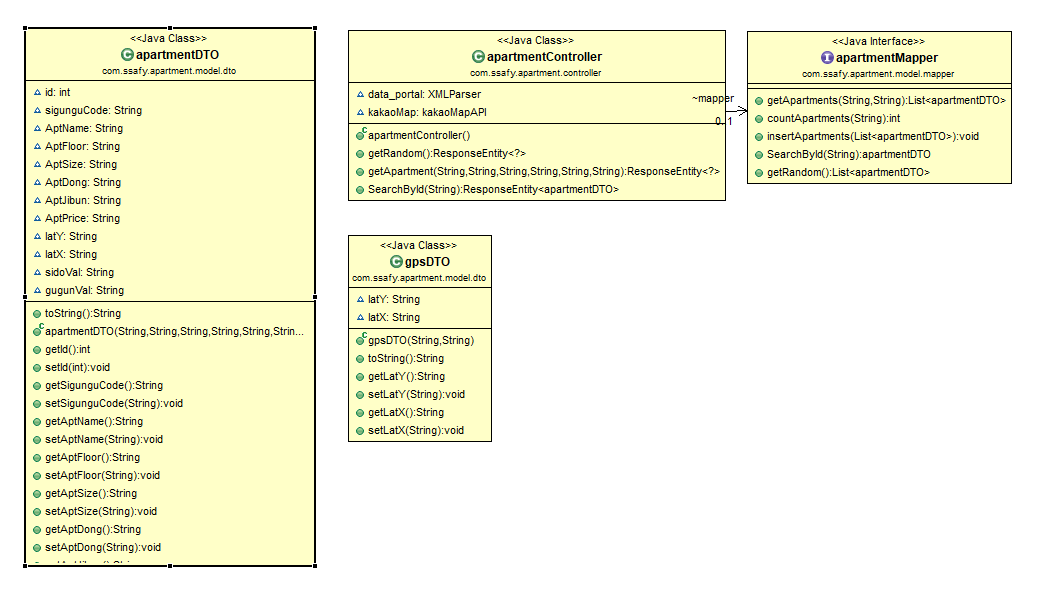 <<Java Class>>
apartmentDTO
com.ssafy.apartment.model.dto
id: int
sigunguCode: String
AptName: String
AptFloor: String
AptSize: String
AptDong: String
AptJibun: String
AptPrice: String
latY: String
latX: String
sidoVal: String
gugunVal: String
toString():String
apartmentDTO(String,String,String,String,String,Strin...
getId():int
setId(int):void
getSigunguCode():String
setSigunguCode(String):void
getAptName():String
setAptName(String):void
getAptFloor():String
setAptFloor(String):void
getAptSize():String
setAptSize(String):void
getAptDong():String
setAptDong(String):void
<<Java Class>>
apartmentController
com.ssafy.apartment.controller
data_portal: XMLParser
kakaoMap: kakaoMapAPI
apartmentController()
getRandom():ResponseEntity<?>
getApartment(String,String,String,String,String,String):ResponseEntity<?>
SearchById(String):ResponseEntity<apartmentDTO>
~mapper
0..1
<<Java Interface>>
apartmentMapper
com.ssafy.apartment.model.mapper
getApartments(String,String):List<apartmentDTO>
countApartments(String):int
insertApartments(List<apartmentDTO>):void
SearchById(String):apartmentDTO
getRandom():List<apartmentDTO>
<<Java Class>>
gpsDTO
com.ssafy.apartment.model.dto
latY: String
latX: String
gpsDTO(String,String)
toString():String
getLatY():String
setLatY(String):void
getLatX():String
setLatX(String):void